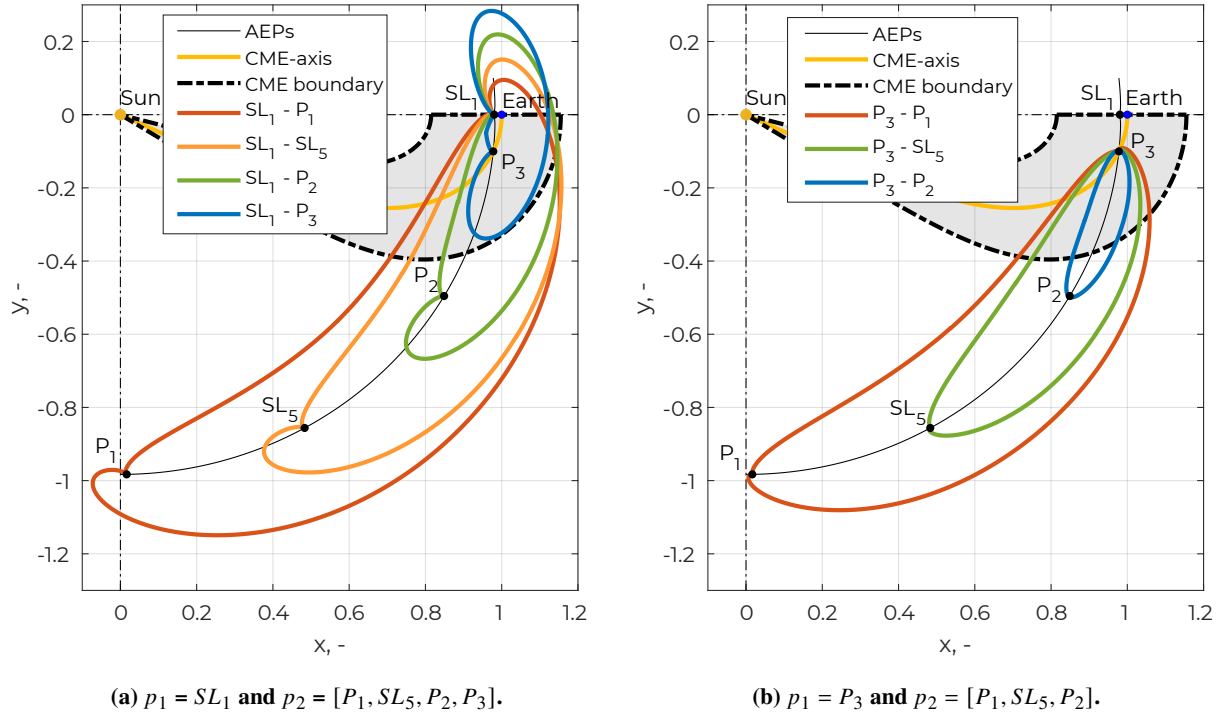 AEPs
CME-axis
CME boundary
SL1 - P1
SL1 - SL5
SL1 - P2
SL1 - P3
Sun
SL1
Earth
P3
P2
SL5
P1
0.2
0
-0.2
-0.4
-0.6
-0.8
-1
-1.2
y, -
0 0.2 0.4 0.6 0.8 1 1.2
x, -
(a) p1 = SL1 and p2 = [P1, SL5, P2, P3].
AEPs
CME-axis
CME boundary
P3 - P1
P3 - SL5
P3 - P2
Sun
SL1
Earth
P3
P2
SL5
P1
0.2
0
-0.2
-0.4
-0.6
-0.8
-1
-1.2
y, -
0 0.2 0.4 0.6 0.8 1 1.2
x, -
(b) p1 = P3 and p2 = [P1, SL5, P2].